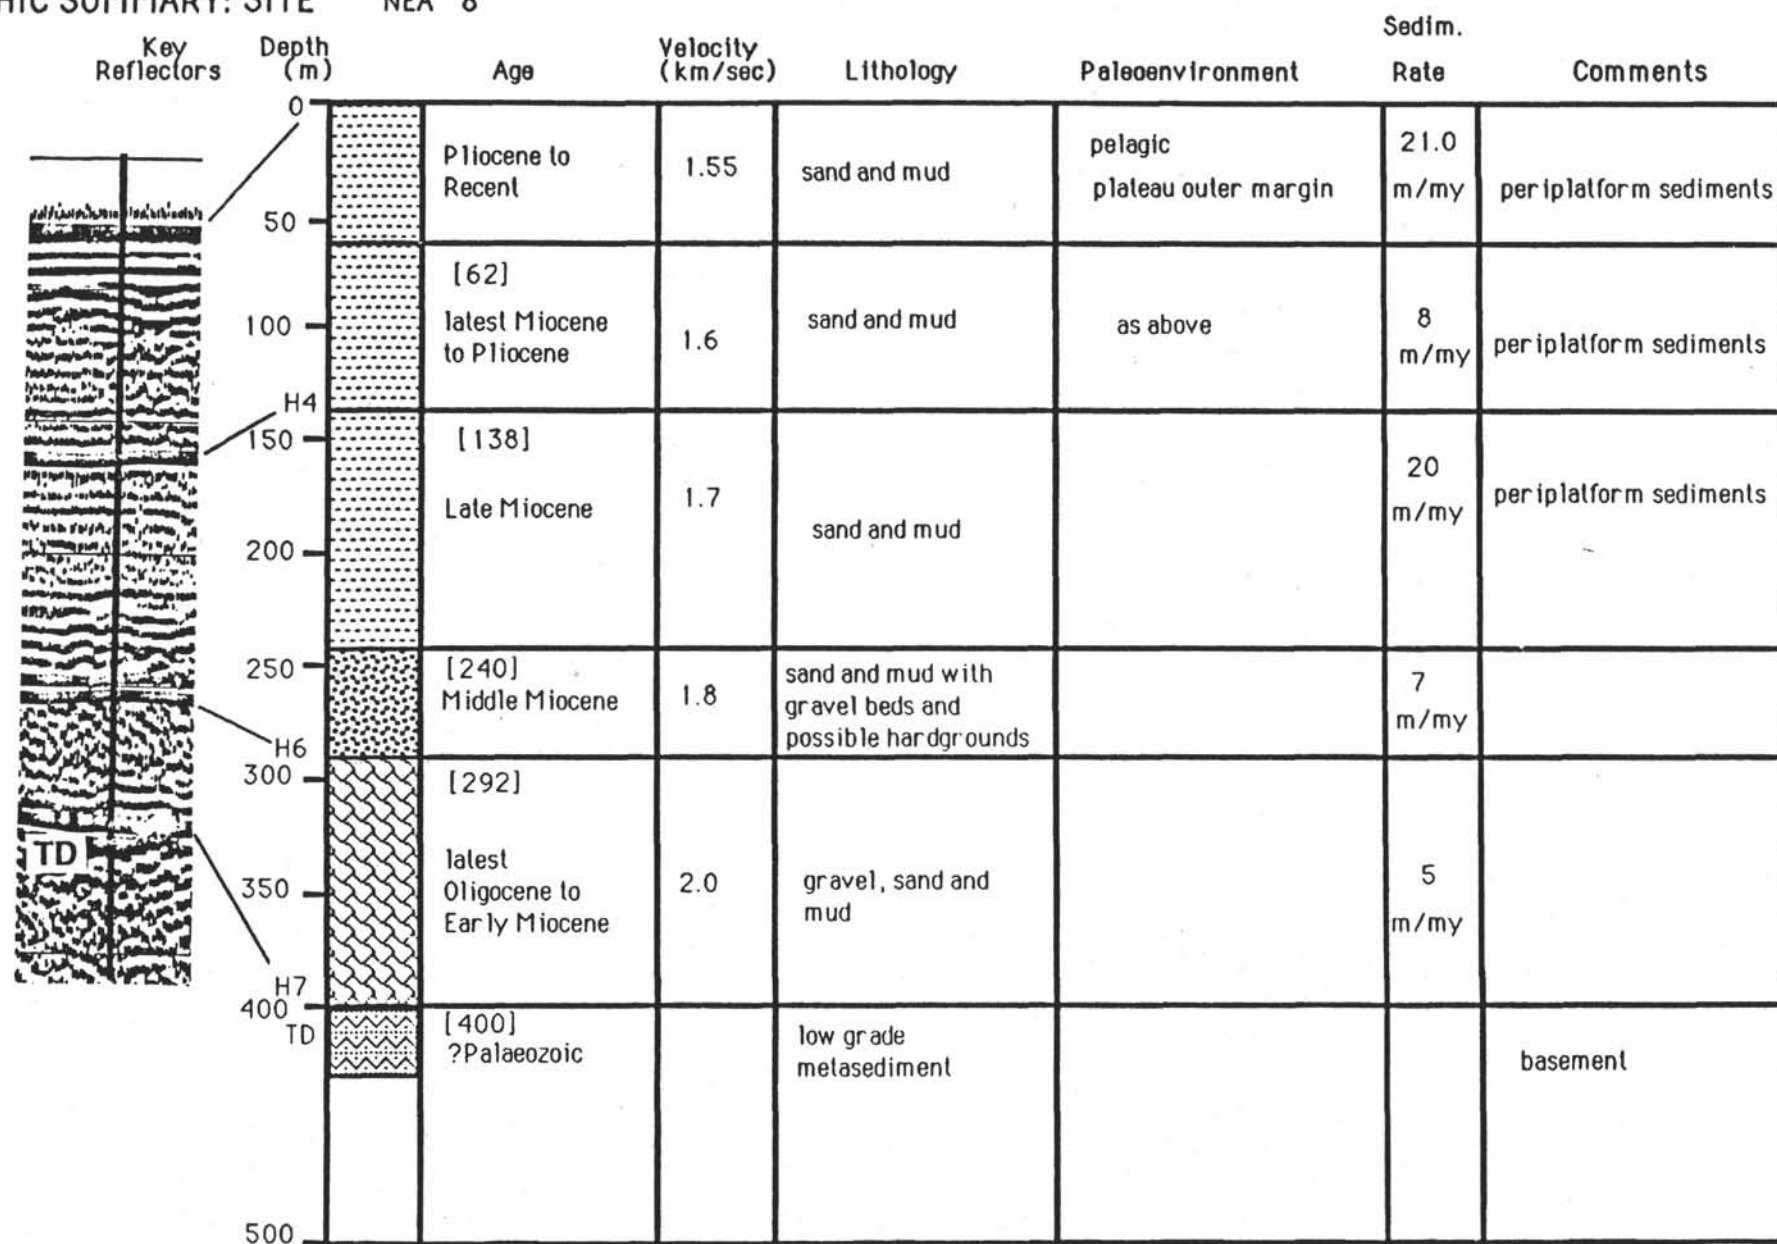 HIC SUMMARY: SITE NEA 8
Key Reflectors
Depth (m)
Age
Velocity (km/sec)
Lithology
Paleoenvironment
Sedim. Rate
Comments
0
Pliocene to
Recent
1.55
sand and mud
pelagic
plateau outer margin
21.0
m/my
periplatform sediments
50
[62]
latest Miocene
to Pliocene
1.6
sand and mud
as above
8
m/my
periplatform sediments
100
H4
150
[138]
Late Miocene
1.7
sand and mud
20
m/my
periplatform sediments
200
250
[240]
Middle Miocene
1.8
sand and mud with
gravel beds and
possible hardgrounds
7
m/my
H6
300
[292]
latest
Oligocene to
Early Miocene
2.0
gravel, sand and
mud
5
m/my
TD
350
H7
400
TD
[400]
?Palaeozoic
low grade
metasediment
basement
500